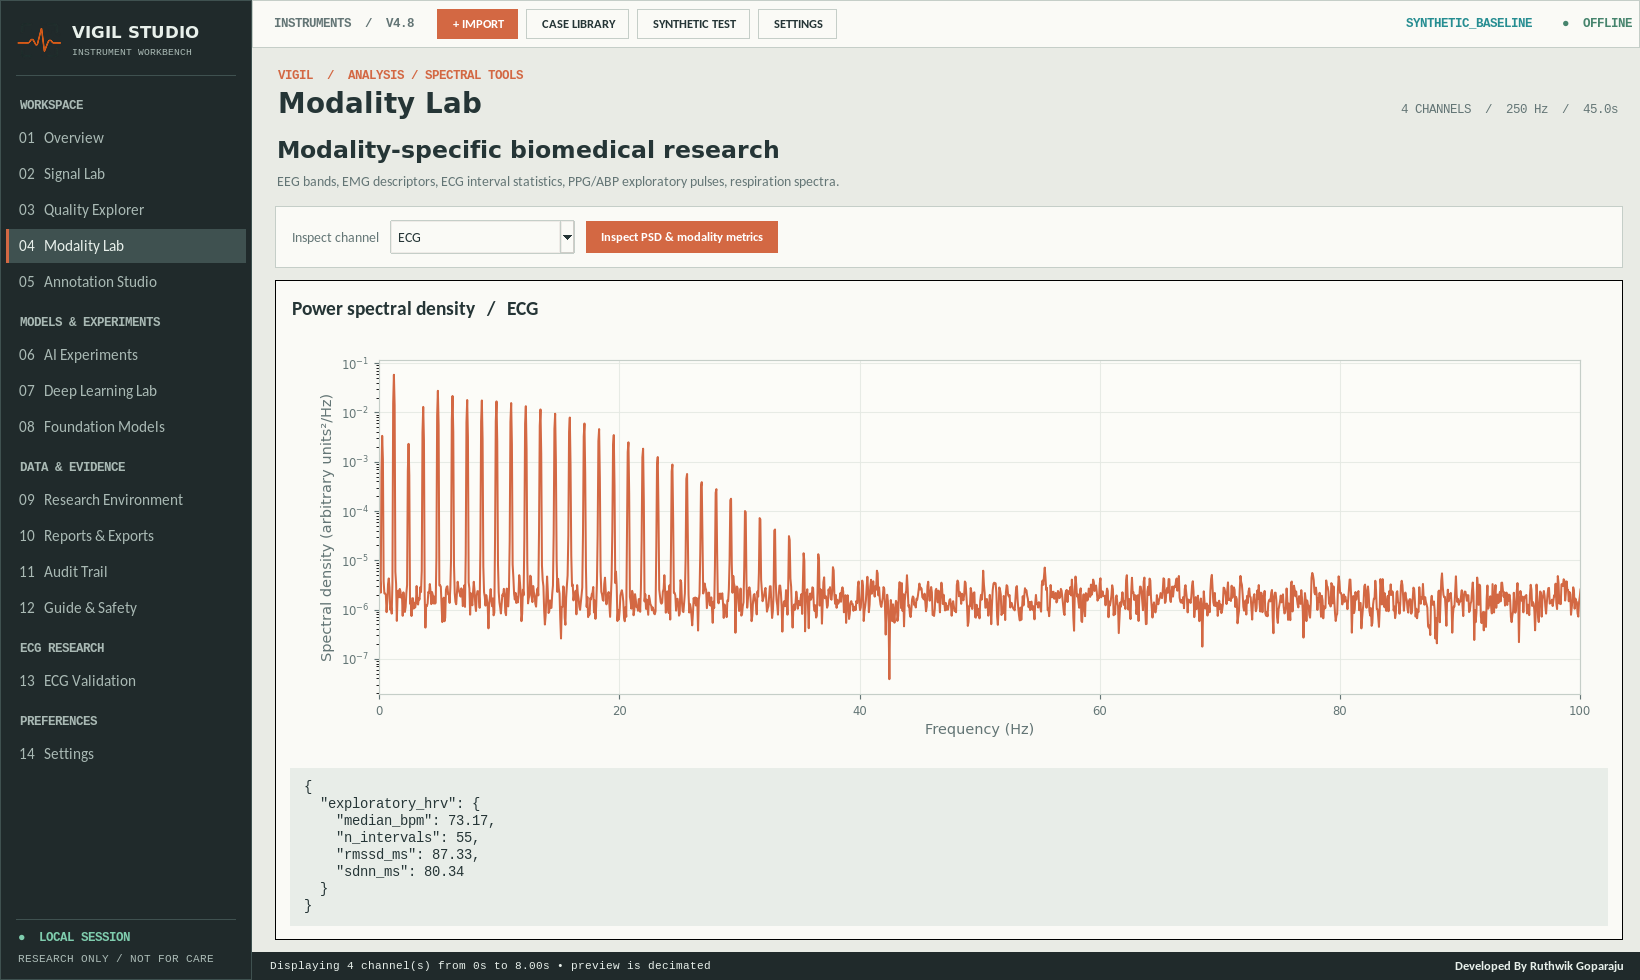 VIGIL STUDIO
INSTRUMENT WORKBENCH
WORKSPACE
01 Overview
02 Signal Lab
03 Quality Explorer
04 Modality Lab
05 Annotation Studio
MODELS & EXPERIMENTS
06 AI Experiments
07 Deep Learning Lab
08 Foundation Models
DATA & EVIDENCE
09 Research Environment
10 Reports & Exports
11 Audit Trail
12 Guide & Safety
ECG RESEARCH
13 ECG Validation
PREFERENCES
14 Settings
● LOCAL SESSION
RESEARCH ONLY / NOT FOR CARE
INSTRUMENTS / V4.8 + IMPORT CASE LIBRARY SYNTHETIC TEST SETTINGS SYNTHETIC_BASELINE ● OFFLINE
VIGIL / ANALYSIS / SPECTRAL TOOLS
Modality Lab
4 CHANNELS / 250 Hz / 45.0s
Modality-specific biomedical research
EEG bands, EMG descriptors, ECG interval statistics, PPG/ABP exploratory pulses, respiration spectra.
Inspect channel ECG Inspect PSD & modality metrics
Power spectral density / ECG
Spectral density (arbitrary units²/Hz)
10⁻¹
10⁻²
10⁻³
10⁻⁴
10⁻⁵
10⁻⁶
10⁻⁷
0 20 40 60 80 100
Frequency (Hz)
{
"exploratory_hrv": {
"median_bpm": 73.17,
"n_intervals": 55,
"rmssd_ms": 87.33,
"sdnn_ms": 80.34
}
}
Displaying 4 channel(s) from 0s to 8.00s • preview is decimated
Developed By Ruthwik Goparaju